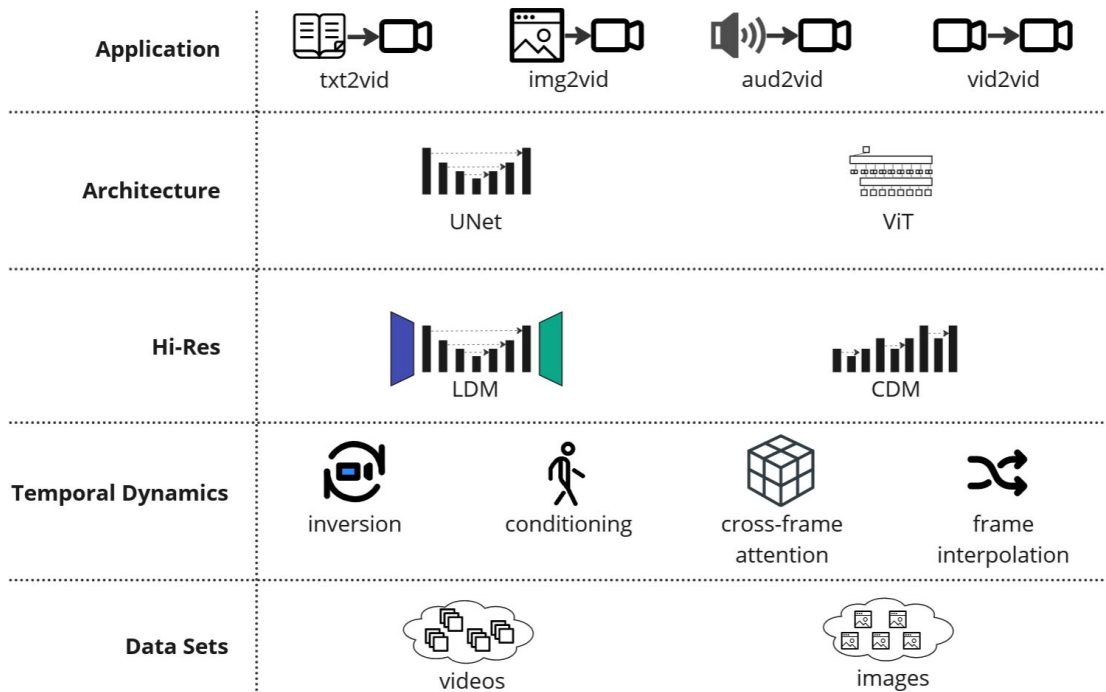 Application
txt2vid
img2vid
aud2vid
vid2vid
Architecture
UNet
ViT
Hi-Res
LDM
CDM
Temporal Dynamics
inversion
conditioning
cross-frame
attention
frame
interpolation
Data Sets
videos
images